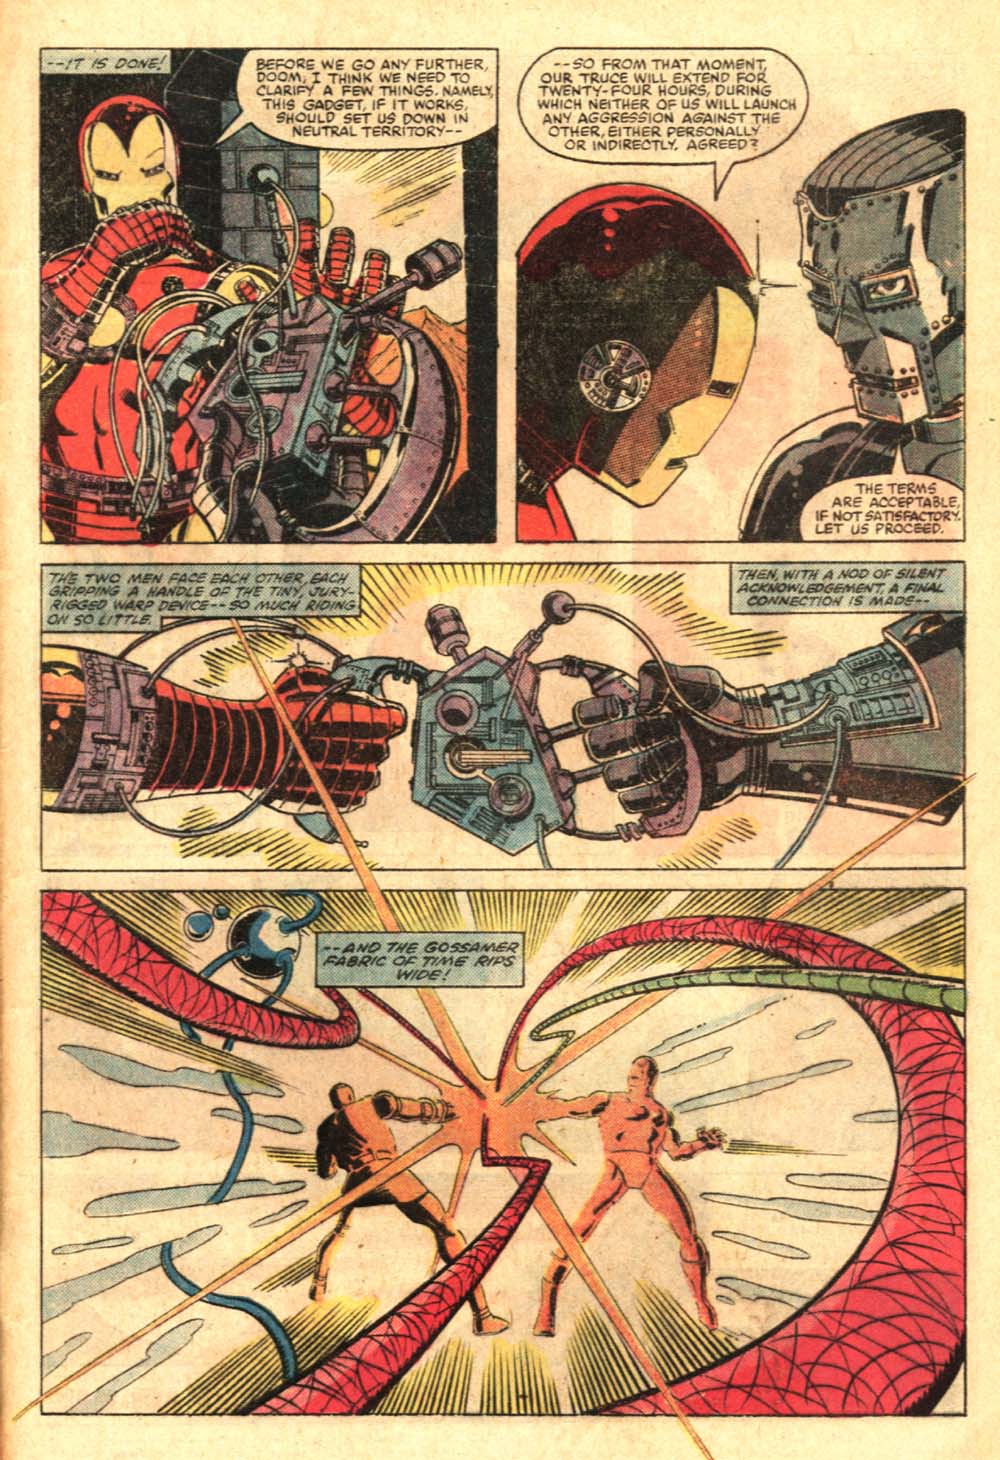 --IT IS DONE!
BEFORE WE GO ANY FURTHER,
DOOM, I THINK WE NEED TO
CLARIFY A FEW THINGS. NAMELY,
THIS GADGET, IF IT WORKS,
SHOULD SET US DOWN IN
NEUTRAL TERRITORY--
--SO FROM THAT MOMENT,
OUR TRUCE WILL EXTEND FOR
TWENTY-FOUR HOURS, DURING
WHICH NEITHER OF US WILL LAUNCH
ANY AGGRESSION AGAINST THE
OTHER, EITHER PERSONALLY
OR INDIRECTLY. AGREED?
THE TERMS
ARE ACCEPTABLE,
IF NOT SATISFACTORY.
LET US PROCEED.
THE TWO MEN FACE EACH OTHER, EACH
GRIPPING A HANDLE OF THE TINY, JURY-
RIGGED WARP DEVICE--SO MUCH RIDING
ON SO LITTLE.
THEN, WITH A NOD OF SILENT
ACKNOWLEDGEMENT, A FINAL
CONNECTION IS MADE--
--AND THE GOSSAMER
FABRIC OF TIME RIPS
WIDE!